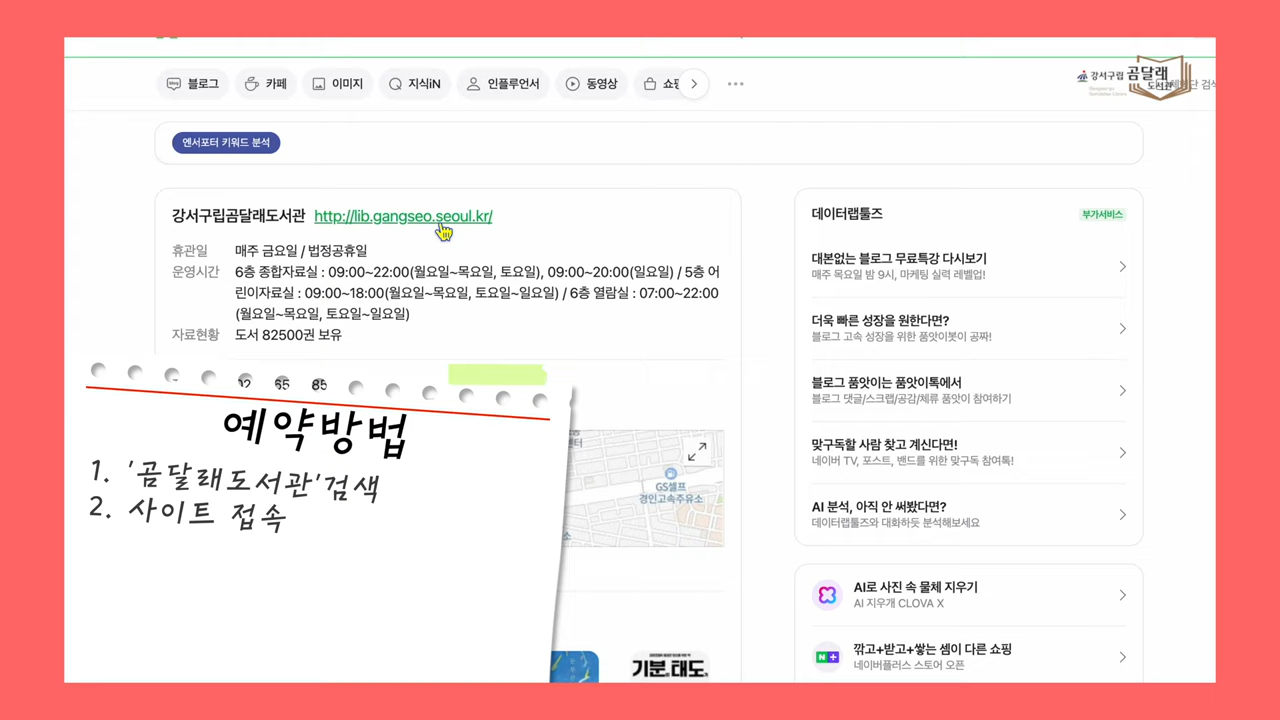 블로그 카페 이미지 지식iN 인플루언서 동영상
강서구립 곰달래
도서관
엔서포터 키워드 분석
강서구립곰달래도서관 http://lib.gangseo.seoul.kr/
휴관일 매주 금요일 / 법정공휴일
운영시간 6층 종합자료실 : 09:00~22:00(월요일~목요일, 토요일), 09:00~20:00(일요일) / 5층 어
린이자료실 : 09:00~18:00(월요일~목요일, 토요일~일요일) / 6층 열람실 : 07:00~22:00
(월요일~목요일, 토요일~일요일)
자료현황 도서 82500권 보유
예약방법
1. '곰달래도서관'검색
2. 사이트 접속
GS셀프
경인고속주유소
기분이 태도가
데이터랩툴즈 부가서비스
대본없는 블로그 무료특강 다시보기
매주 목요일 밤 9시, 마케팅 실력 레벨업!
더욱 빠른 성장을 원한다면?
블로그 고속 성장을 위한 품앗이봇이 공짜!
블로그 품앗이는 품앗이톡에서
블로그 댓글/스크랩/공감/체류 품앗이 참여하기
맞구독할 사람 찾고 계신다면!
네이버 TV, 포스트, 밴드를 위한 맞구독 참여톡!
AI 분석, 아직 안 써봤다면?
데이터랩툴즈와 대화하듯 분석해보세요
AI로 사진 속 물체 지우기
AI 지우개 CLOVA X
깎고+받고+쌓는 셈이 다른 쇼핑
네이버플러스 스토어 오픈